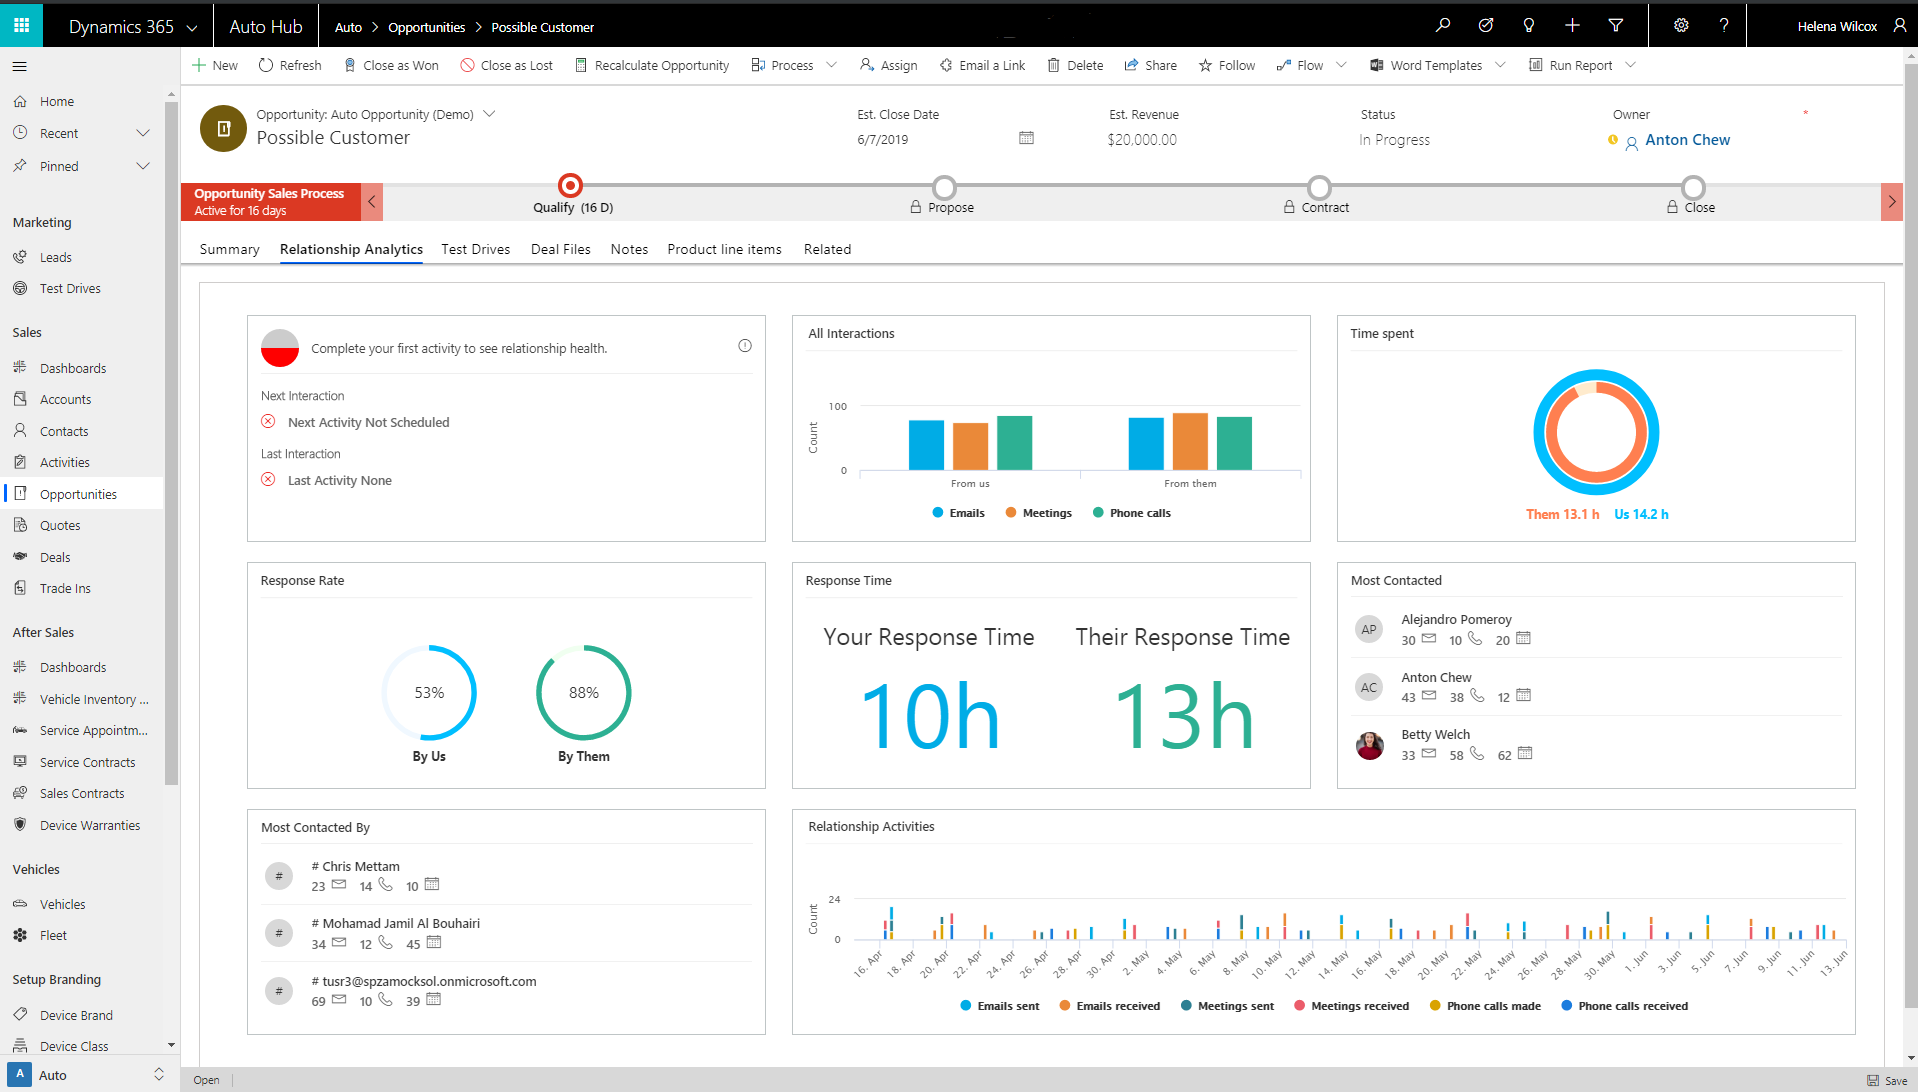 Dynamics 365
Auto Hub
Auto > Opportunities > Possible Customer
Helena Wilcox
New
Refresh
Close as Won
Close as Lost
Recalculate Opportunity
Process
Assign
Email a Link
Delete
Share
Follow
Flow
Word Templates
Run Report
Home
Recent
Pinned
Marketing
Leads
Test Drives
Sales
Dashboards
Accounts
Contacts
Activities
Opportunities
Quotes
Deals
Trade Ins
After Sales
Dashboards
Vehicle Inventory ...
Service Appointm...
Service Contracts
Sales Contracts
Device Warranties
Vehicles
Vehicles
Fleet
Setup Branding
Device Brand
Device Class
A Auto
Opportunity: Auto Opportunity (Demo)
Possible Customer
Est. Close Date
6/7/2019
Est. Revenue
$20,000.00
Status
In Progress
Owner *
Anton Chew
Opportunity Sales Process
Active for 16 days
Qualify (16 D)
Propose
Contract
Close
Summary
Relationship Analytics
Test Drives
Deal Files
Notes
Product line items
Related
Complete your first activity to see relationship health.
Next Interaction
Next Activity Not Scheduled
Last Interaction
Last Activity None
All Interactions
Count
100
0
From us
From them
Emails
Meetings
Phone calls
Time spent
Them 13.1 h Us 14.2 h
Response Rate
53%
By Us
88%
By Them
Response Time
Your Response Time
10h
Their Response Time
13h
Most Contacted
AP
Alejandro Pomeroy
30 10 20
AC
Anton Chew
43 38 12
Betty Welch
33 58 62
Most Contacted By
#
# Chris Mettam
23 14 10
#
# Mohamad Jamil Al Bouhairi
34 12 45
#
# tusr3@spzamocksol.onmicrosoft.com
69 10 39
Relationship Activities
Count
24
0
16. Apr
18. Apr
20. Apr
22. Apr
24. Apr
26. Apr
28. Apr
30. Apr
2. May
4. May
6. May
8. May
10. May
12. May
14. May
16. May
18. May
20. May
22. May
24. May
26. May
28. May
30. May
1. Jun
3. Jun
5. Jun
7. Jun
9. Jun
11. Jun
13. Jun
Emails sent
Emails received
Meetings sent
Meetings received
Phone calls made
Phone calls received
Open
Save